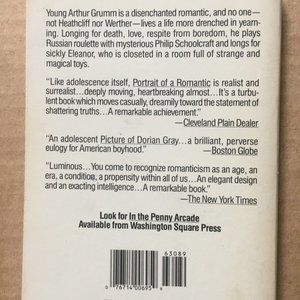 Young Arthur Grumm is a disenchanted romantic, and no one—
not Heathcliff nor Werther—lives a life more drenched in yearn-
ing. Longing for death, love, respite from boredom, he plays
Russian roulette with mysterious Philip Schoolcraft and longs for
sickly Eleanor, who is closeted in a room full of strange and
magical toys.
"Like adolescence itself, Portrait of a Romantic is realist and
surrealist...deeply moving, heartbreaking almost...It's a turbu-
lent book which moves casually, dreamily toward the statement of
shattering truths...A remarkable achievement."
—Cleveland Plain Dealer
"An adolescent Picture of Dorian Gray...a brilliant, perverse
eulogy for American boyhood."
—Boston Globe
"Luminous...You come to recognize romanticism as an age, an
era, a condition, a propensity within all of us...An elegant design
and an exacting intelligence...A remarkable book."
—The New York Times
Look for In the Penny Arcade
Available from Washington Square Press
63089
0 76714 00695 9